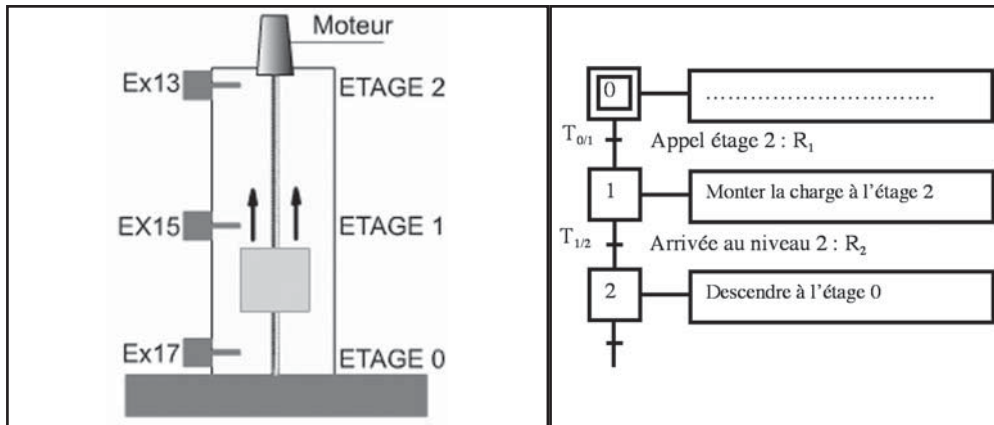 Moteur
Ex13
ETAGE 2
EX15
ETAGE 1
Ex17
ETAGE 0
0
..............................
T0/1
Appel étage 2 : R1
1
Monter la charge à l'étage 2
T1/2
Arrivée au niveau 2 : R2
2
Descendre à l'étage 0